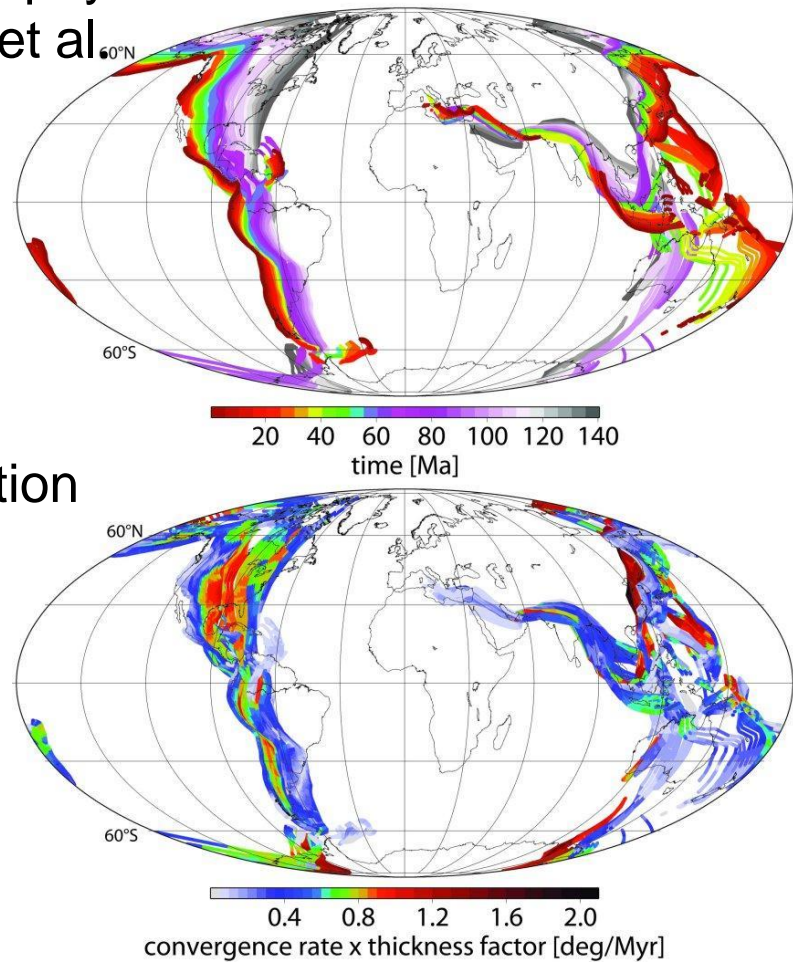 et al.
60°N
60°S
20 40 60 80 100 120 140
time [Ma]
60°N
60°S
0.4 0.8 1.2 1.6 2.0
convergence rate x thickness factor [deg/Myr]